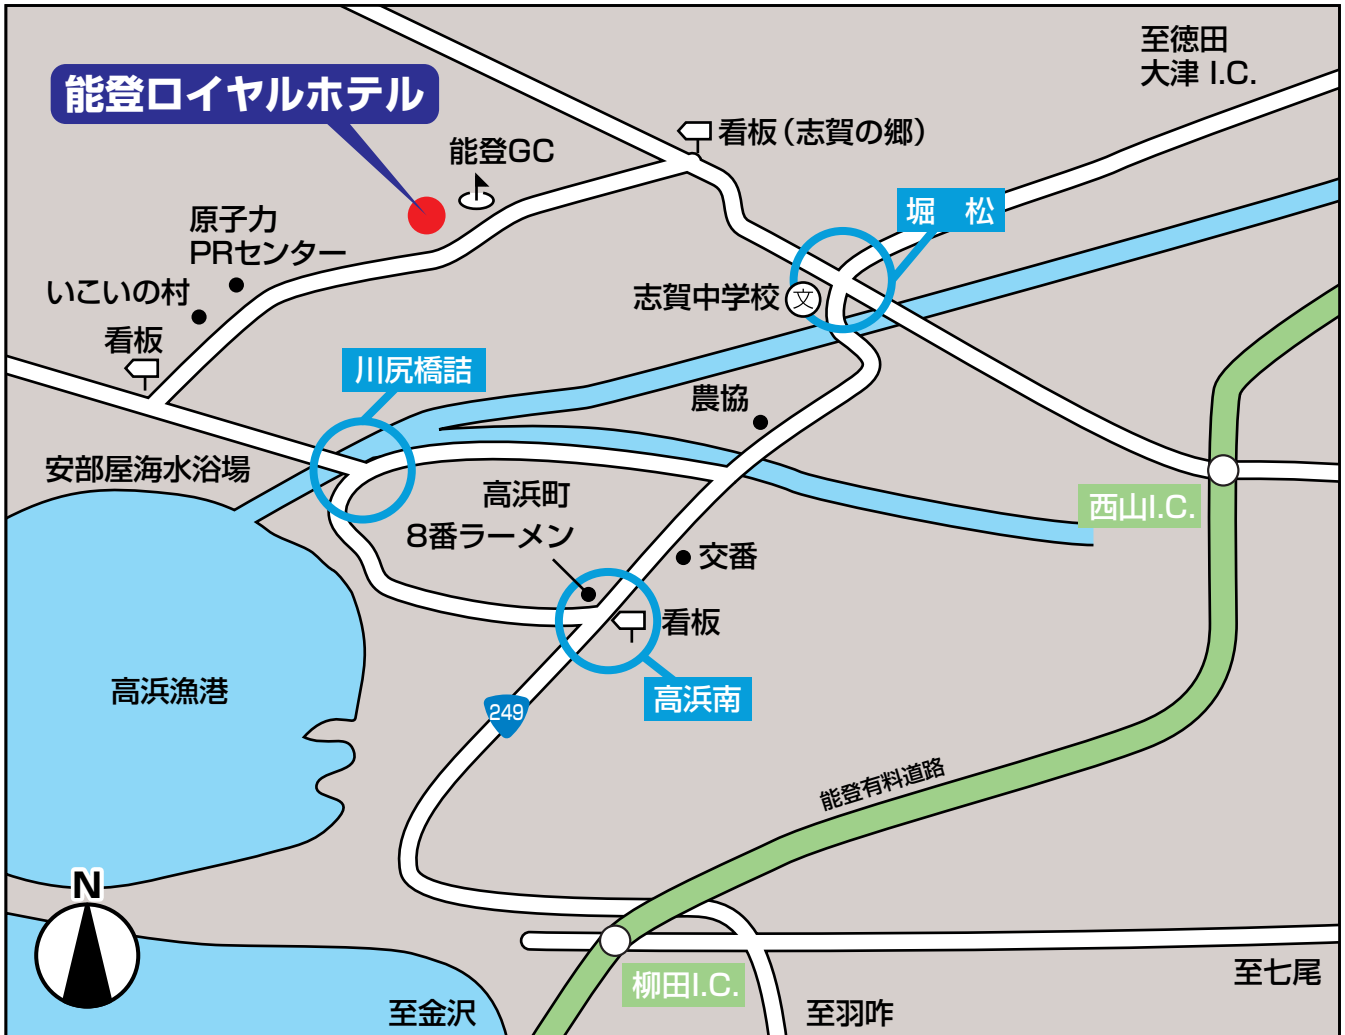 至徳田
大津 I.C.
能登ロイヤルホテル
看板（志賀の郷）
能登GC
堀　松
原子力
PRセンター
いこいの村
志賀中学校
文
看板
川尻橋詰
農協
安部屋海水浴場
高浜町
8番ラーメン
西山I.C.
交番
看板
高浜漁港
高浜南
249
能登有料道路
N
至七尾
柳田I.C.
至金沢
至羽咋